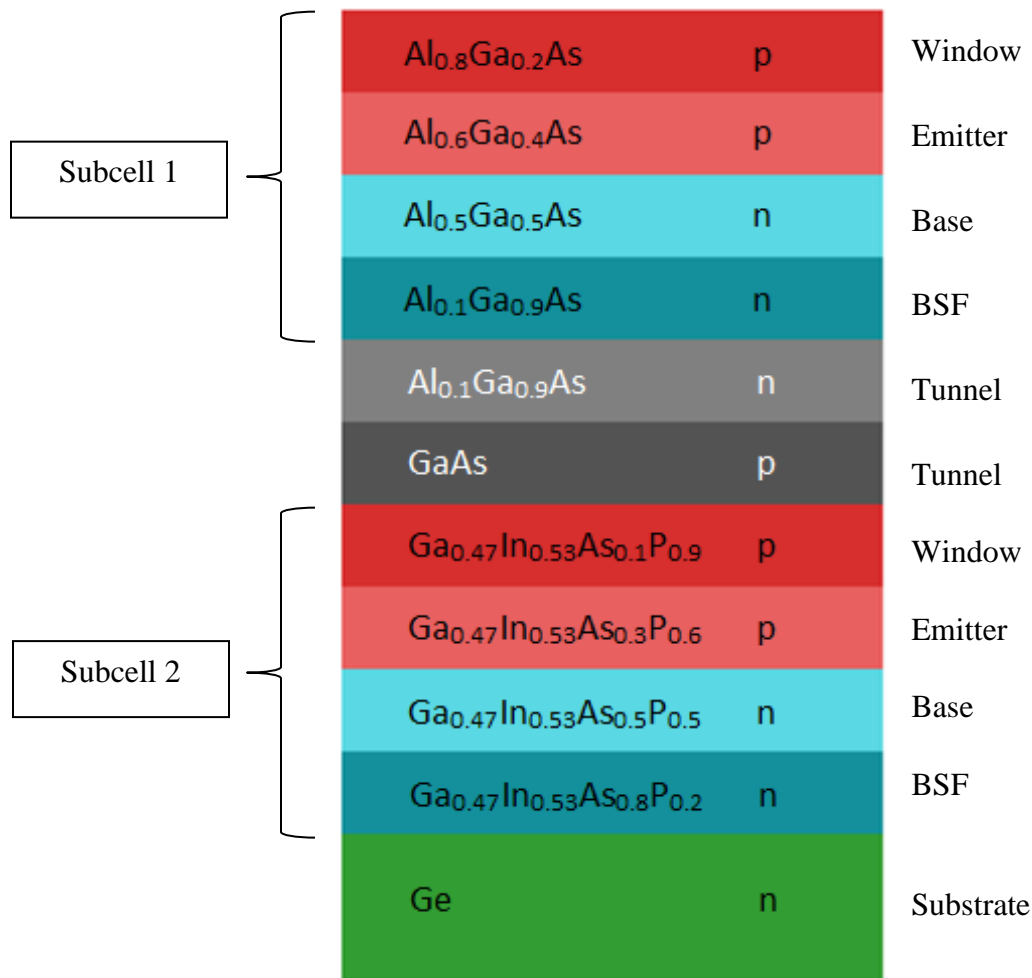 Al₀.₈Ga₀.₂As p Window
Al₀.₆Ga₀.₄As p Emitter
Subcell 1
Al₀.₅Ga₀.₅As n Base
Al₀.₁Ga₀.₉As n BSF
Al₀.₁Ga₀.₉As n Tunnel
GaAs p Tunnel
Ga₀.₄₇In₀.₅₃As₀.₁P₀.₉ p Window
Ga₀.₄₇In₀.₅₃As₀.₃P₀.₆ p Emitter
Subcell 2
Ga₀.₄₇In₀.₅₃As₀.₅P₀.₅ n Base
Ga₀.₄₇In₀.₅₃As₀.₈P₀.₂ n BSF
Ge n Substrate